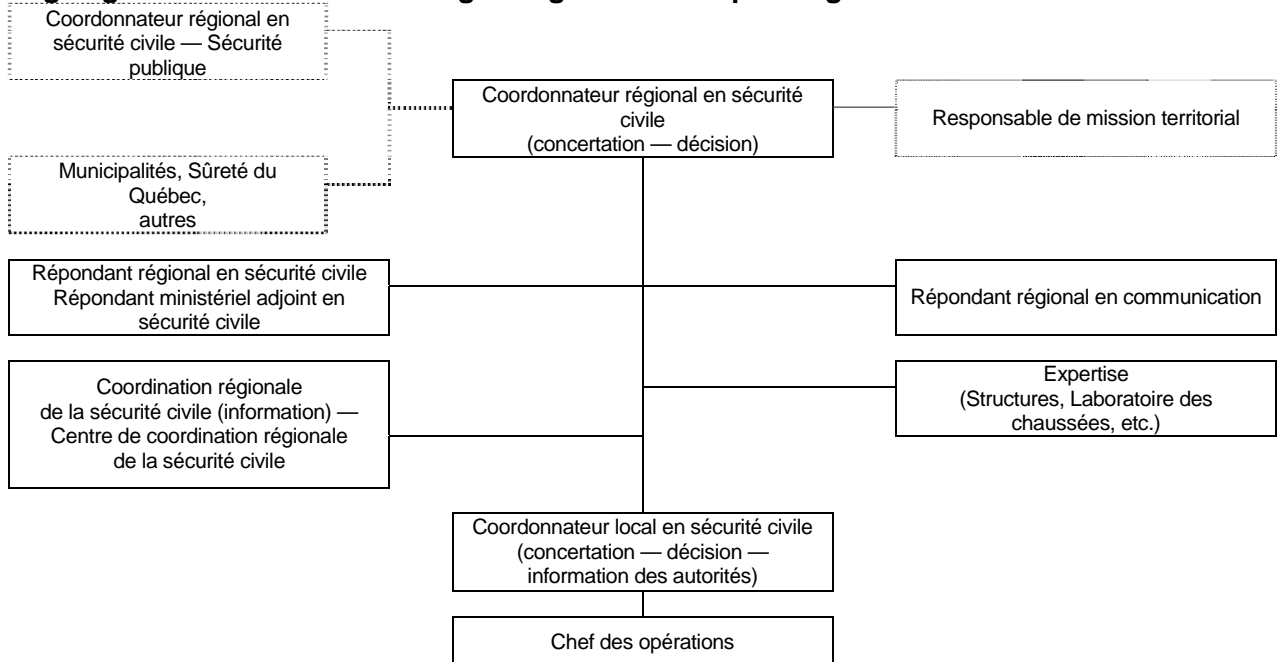 Coordonnateur régional en
sécurité civile — Sécurité
publique
Coordonnateur régional en sécurité
civile
(concertation — décision)
Responsable de mission territorial
Municipalités, Sûreté du
Québec,
autres
Répondant régional en sécurité civile
Répondant ministériel adjoint en
sécurité civile
Répondant régional en communication
Coordination régionale
de la sécurité civile (information) —
Centre de coordination régionale
de la sécurité civile
Expertise
(Structures, Laboratoire des
chaussées, etc.)
Coordonnateur local en sécurité civile
(concertation — décision —
information des autorités)
Chef des opérations